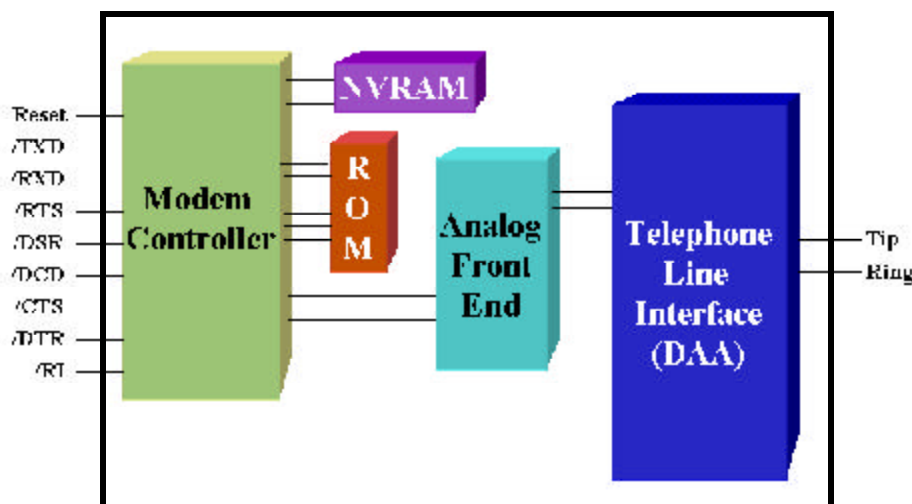 NVRAM
Reset
/TXD
/RXD
/RTS
/DSR
/DCD
/CTS
/DTR
/RI
Modem
Controller
R
O
M
Analog
Front
End
Telephone
Line
Interface
(DAA)
Tip
Ring